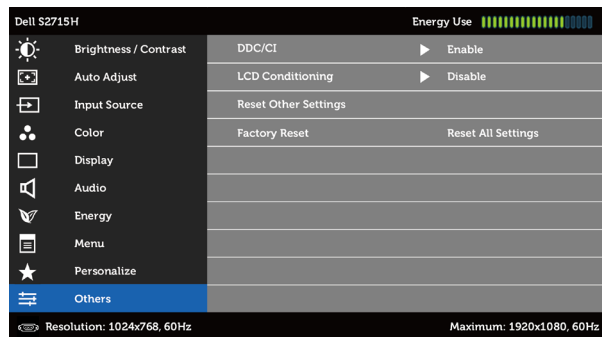 Dell S2715H Energy Use
Brightness / Contrast DDC/CI Enable
Auto Adjust LCD Conditioning Disable
Input Source Reset Other Settings
Color Factory Reset Reset All Settings
Display
Audio
Energy
Menu
Personalize
Others
Resolution: 1024x768, 60Hz Maximum: 1920x1080, 60Hz